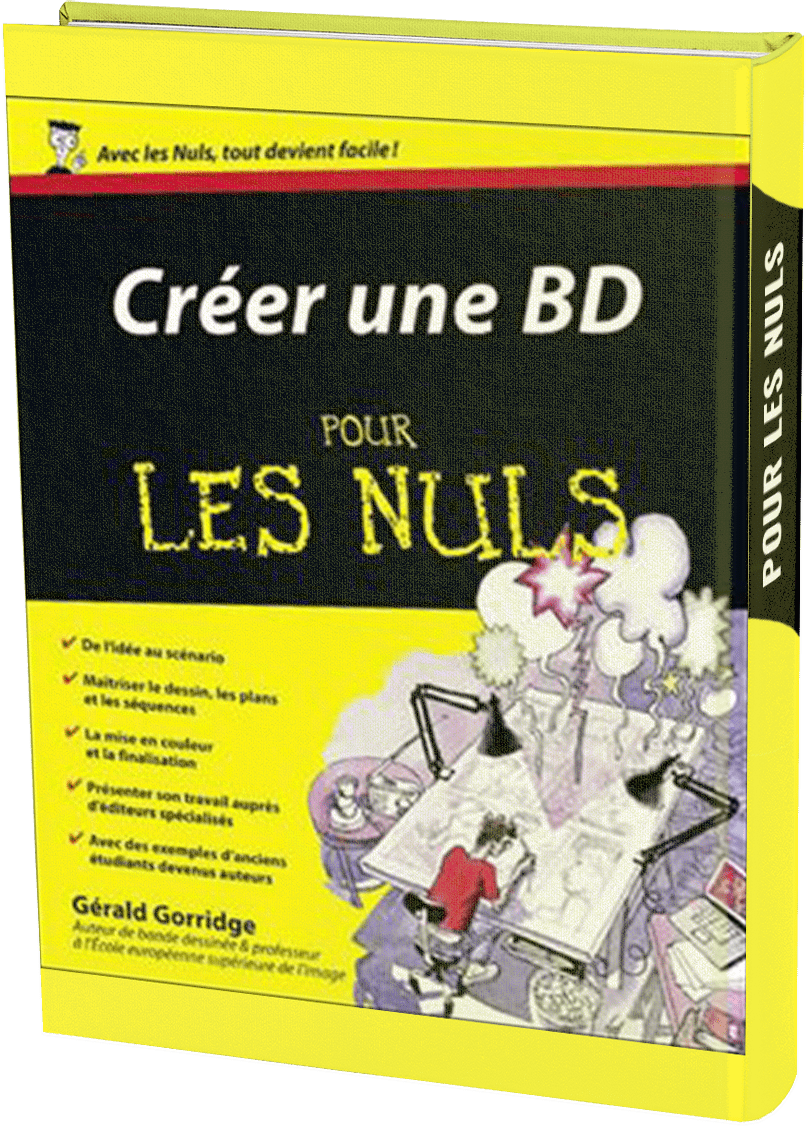 Avec les Nuls, tout devient facile !
Créer une BD
POUR
LES NULS
✓ De l'idée au scénario
✓ Maîtriser le dessin, les plans
et les séquences
✓ La mise en couleur
et la finalisation
✓ Présenter son travail auprès
d'éditeurs spécialisés
✓ Avec des exemples d'anciens
étudiants devenus auteurs
Gérald Gorridge
Auteur de bande dessinée & professeur
à l'École européenne supérieure de l'image
POUR LES NULS